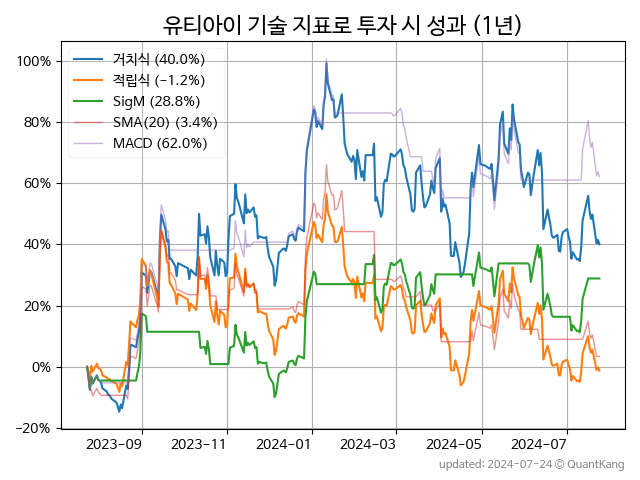 유티아이 기술 지표로 투자 시 성과 (1년)
거치식 (40.0%)
적립식 (−1.2%)
SigM (28.8%)
SMA(20) (3.4%)
MACD (62.0%)
100%
80%
60%
40%
20%
0%
−20%
2023-09 2023-11 2024-01 2024-03 2024-05 2024-07
updated: 2024-07-24 © QuantKang